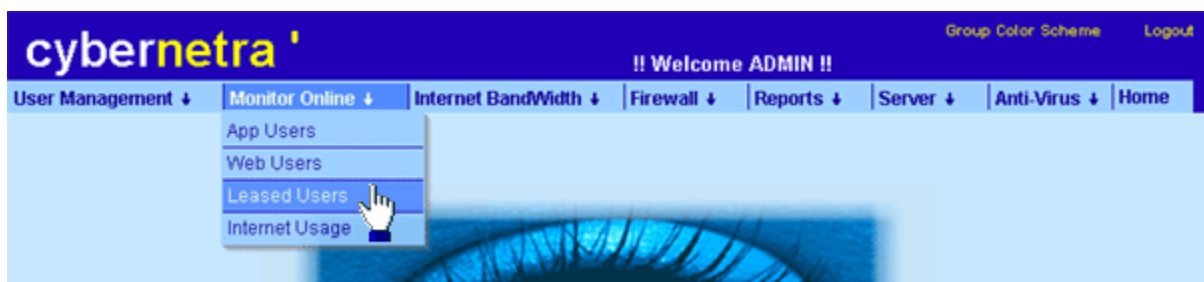 Group Color Scheme Logout
cybernetra '
!! Welcome ADMIN !!
User Management ↓ Monitor Online ↓ Internet BandWidth ↓ Firewall ↓ Reports ↓ Server ↓ Anti-Virus ↓ Home
App Users
Web Users
Leased Users
Internet Usage